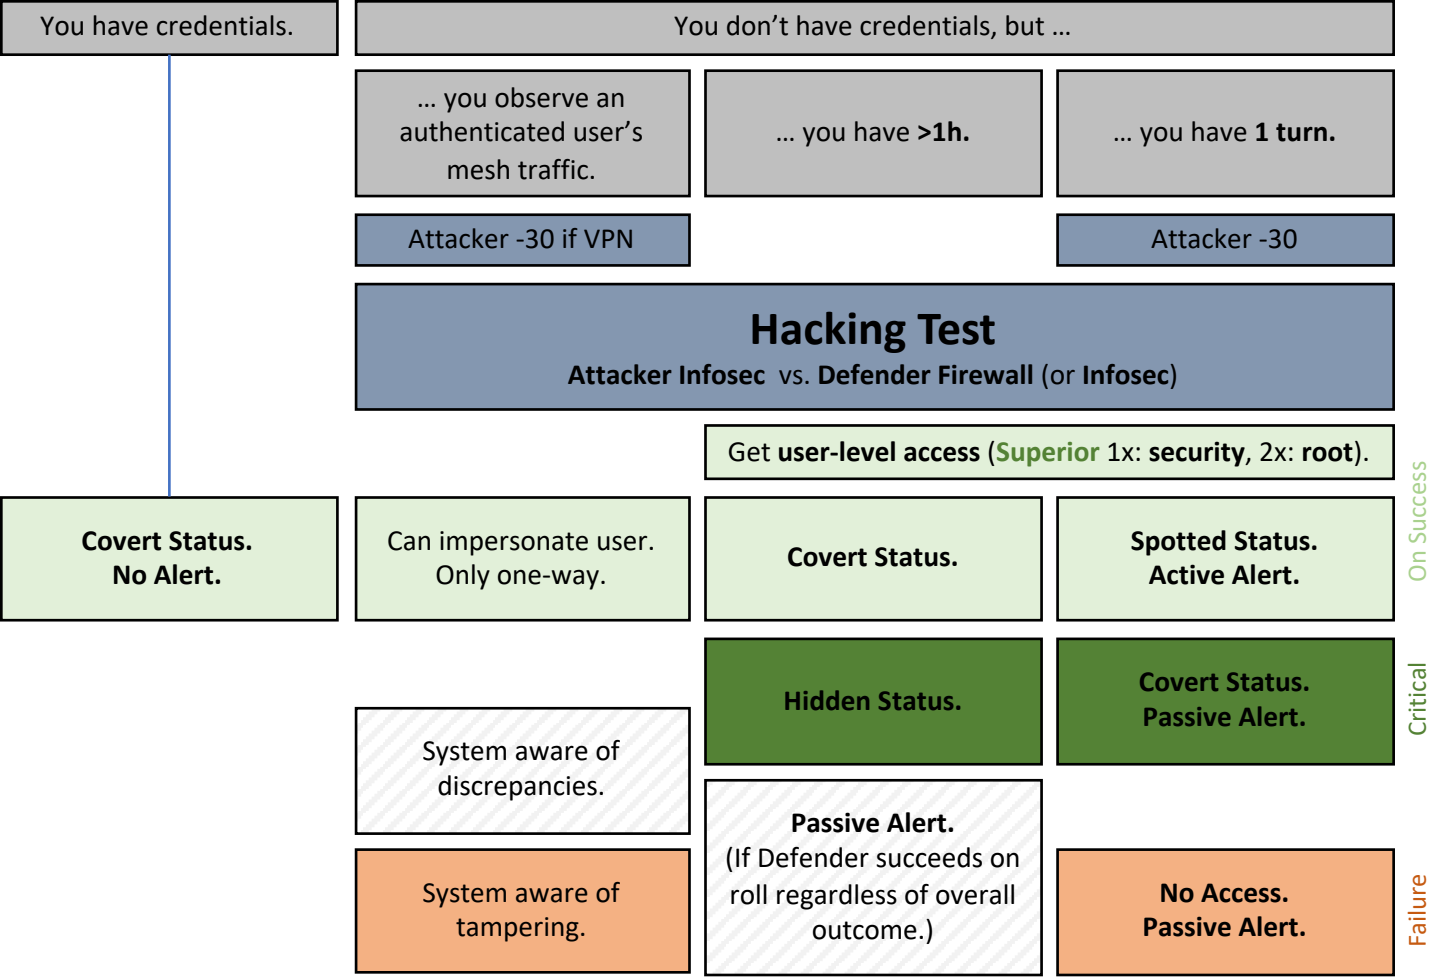 You have credentials.
You don’t have credentials, but …
… you observe an
authenticated user’s
mesh traffic.
… you have >1h.
… you have 1 turn.
Attacker -30 if VPN
Attacker -30
Hacking Test
Attacker Infosec  vs. Defender Firewall (or Infosec)
Get user-level access (Superior 1x: security, 2x: root).
Covert Status.
No Alert.
Can impersonate user.
Only one-way.
Covert Status.
Spotted Status.
Active Alert.
On Success
Hidden Status.
Covert Status.
Passive Alert.
Critical
System aware of
discrepancies.
Passive Alert.
(If Defender succeeds on
roll regardless of overall
outcome.)
System aware of
tampering.
No Access.
Passive Alert.
Failure